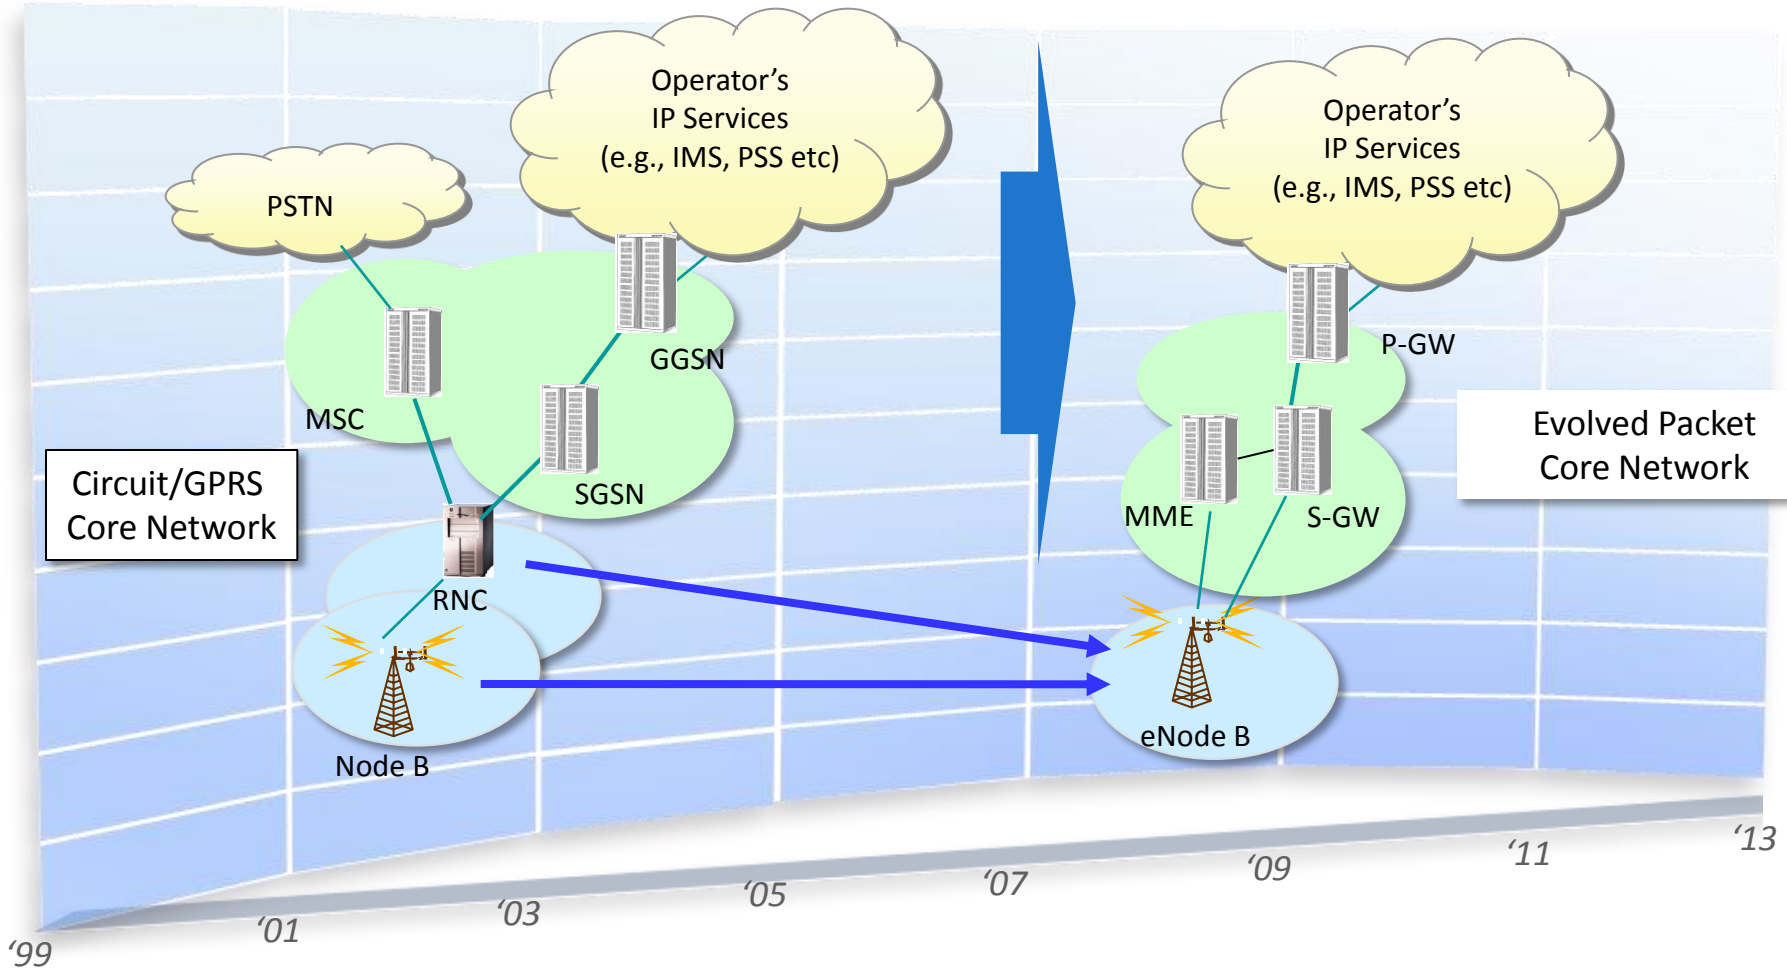 Operator’s
IP Services
(e.g., IMS, PSS etc)
PSTN
GGSN
MSC
SGSN
Circuit/GPRS
Core Network
RNC
Node B
Operator’s
IP Services
(e.g., IMS, PSS etc)
P-GW
Evolved Packet
Core Network
MME
S-GW
eNode B
‘99
‘01
‘03
‘05
‘07
‘09
‘11
‘13